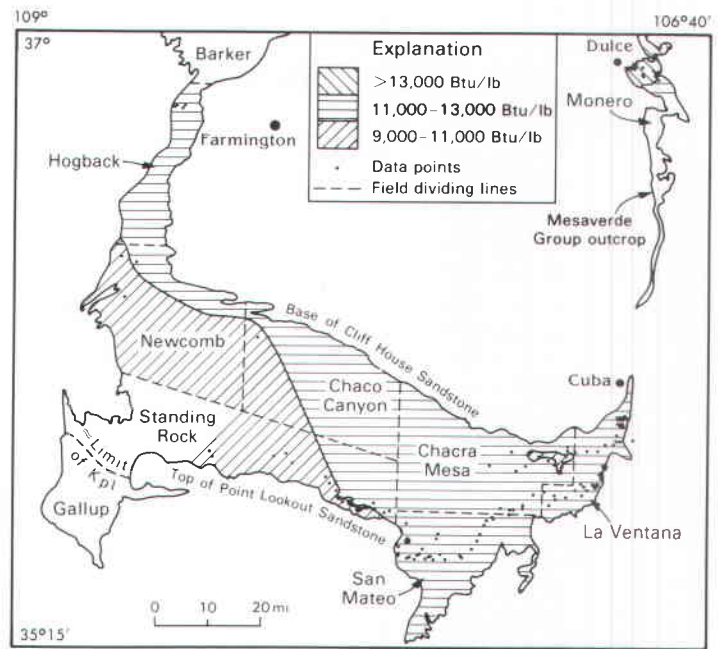 109°
106°40'
37°
Barker
Farmington
Hogback
Explanation
>13,000 Btu/lb
11,000–13,000 Btu/lb
9,000–11,000 Btu/lb
Data points
Field dividing lines
Dulce
Monero
Mesaverde
Group outcrop
Newcomb
Base of Cliff House Sandstone
Chaco
Canyon
Cuba
Standing
Rock
Chacra
Mesa
≈Limit
of Kpl
Gallup
Top of Point Lookout Sandstone
La Ventana
San
Mateo
0 10 20 mi
35°15'